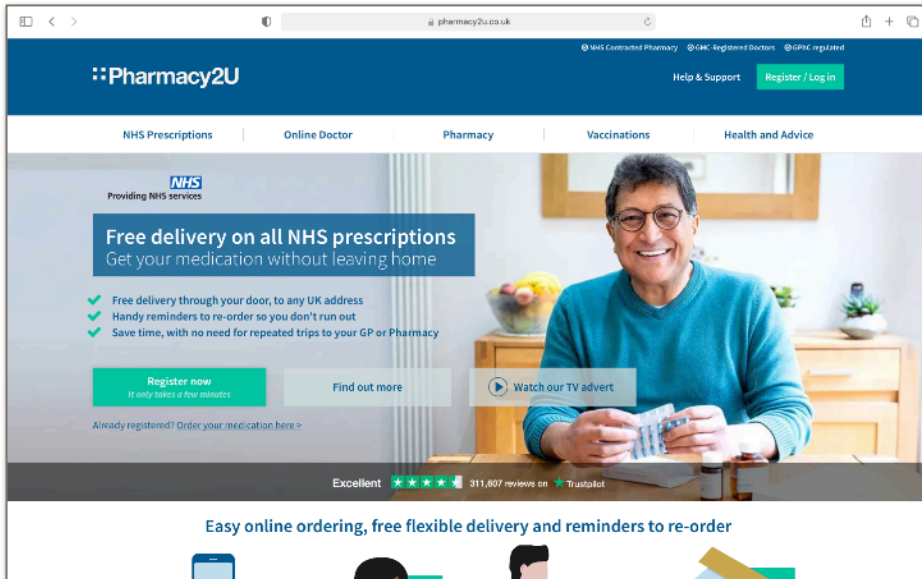 pharmacy2u.co.uk
NHS Contracted Pharmacy GMC-Registered Doctors GPhC regulated
Pharmacy2U
Help & Support
Register / Log in
NHS Prescriptions
Online Doctor
Pharmacy
Vaccinations
Health and Advice
NHS
Providing NHS services
Free delivery on all NHS prescriptions
Get your medication without leaving home
Free delivery through your door, to any UK address
Handy reminders to re-order so you don't run out
Save time, with no need for repeated trips to your GP or Pharmacy
Register now
It only takes a few minutes
Find out more
Watch our TV advert
Already registered? Order your medication here >
Excellent 311,607 reviews on Trustpilot
Easy online ordering, free flexible delivery and reminders to re-order